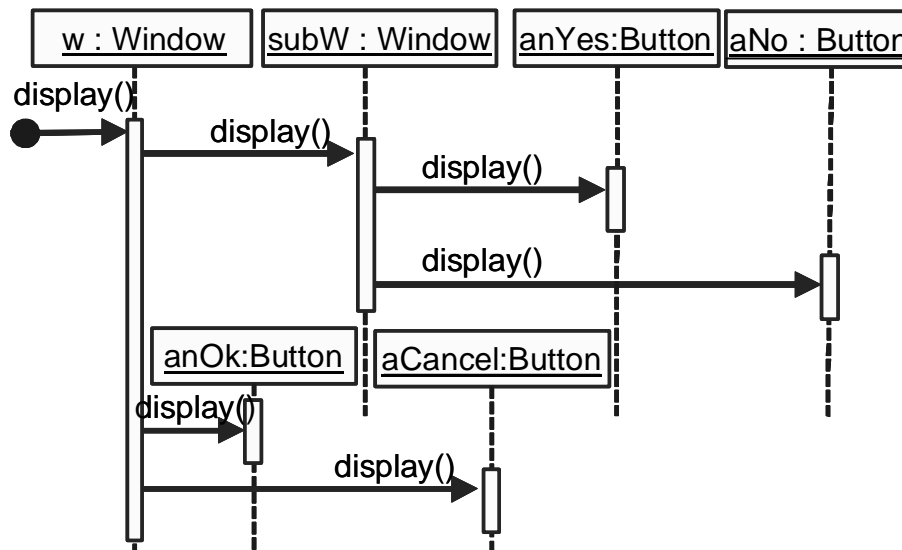 w : Window
subW : Window
anYes:Button
aNo : Button
display()
display()
display()
display()
anOk:Button
aCancel:Button
display()
display()